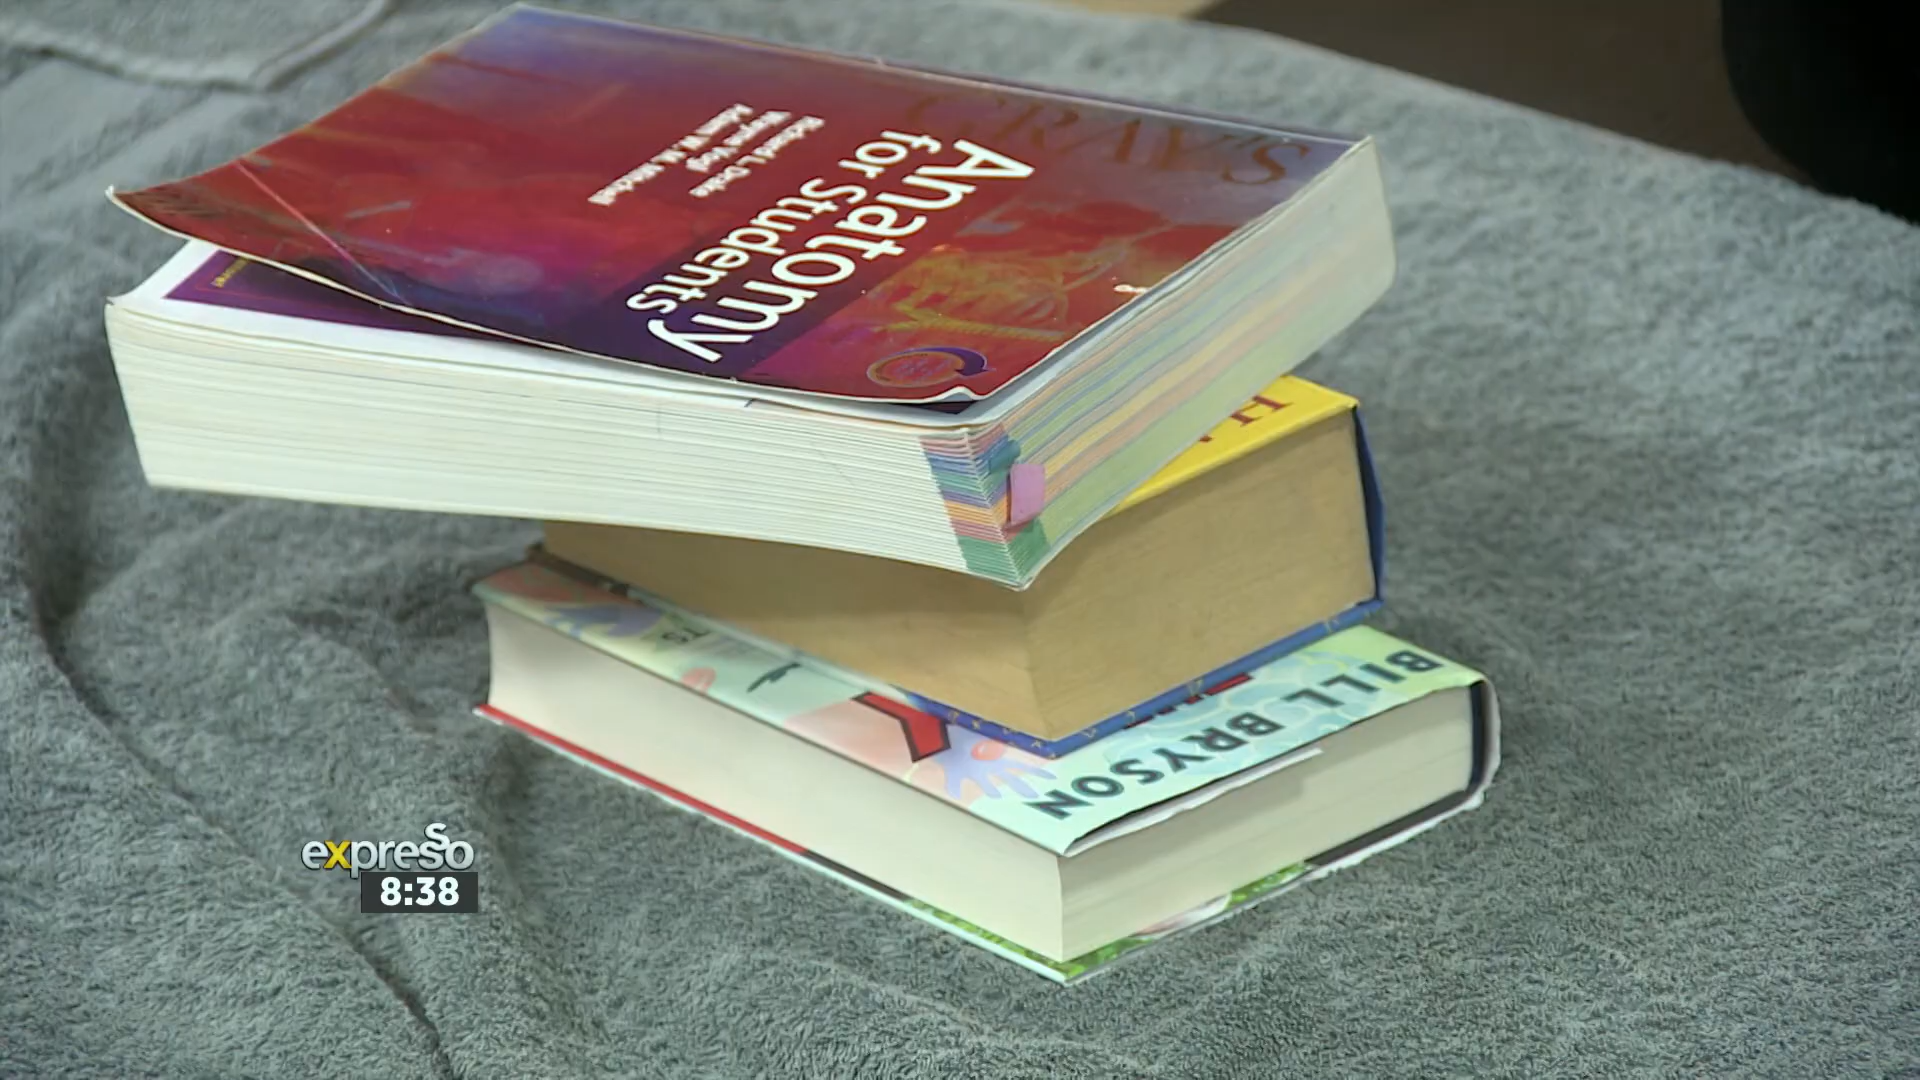 GRAY'S
Anatomy
for Students
Richard L. Drake
Wayne Vogl
Adam W. M. Mitchell
BILL BRYSON
expresso
8:38